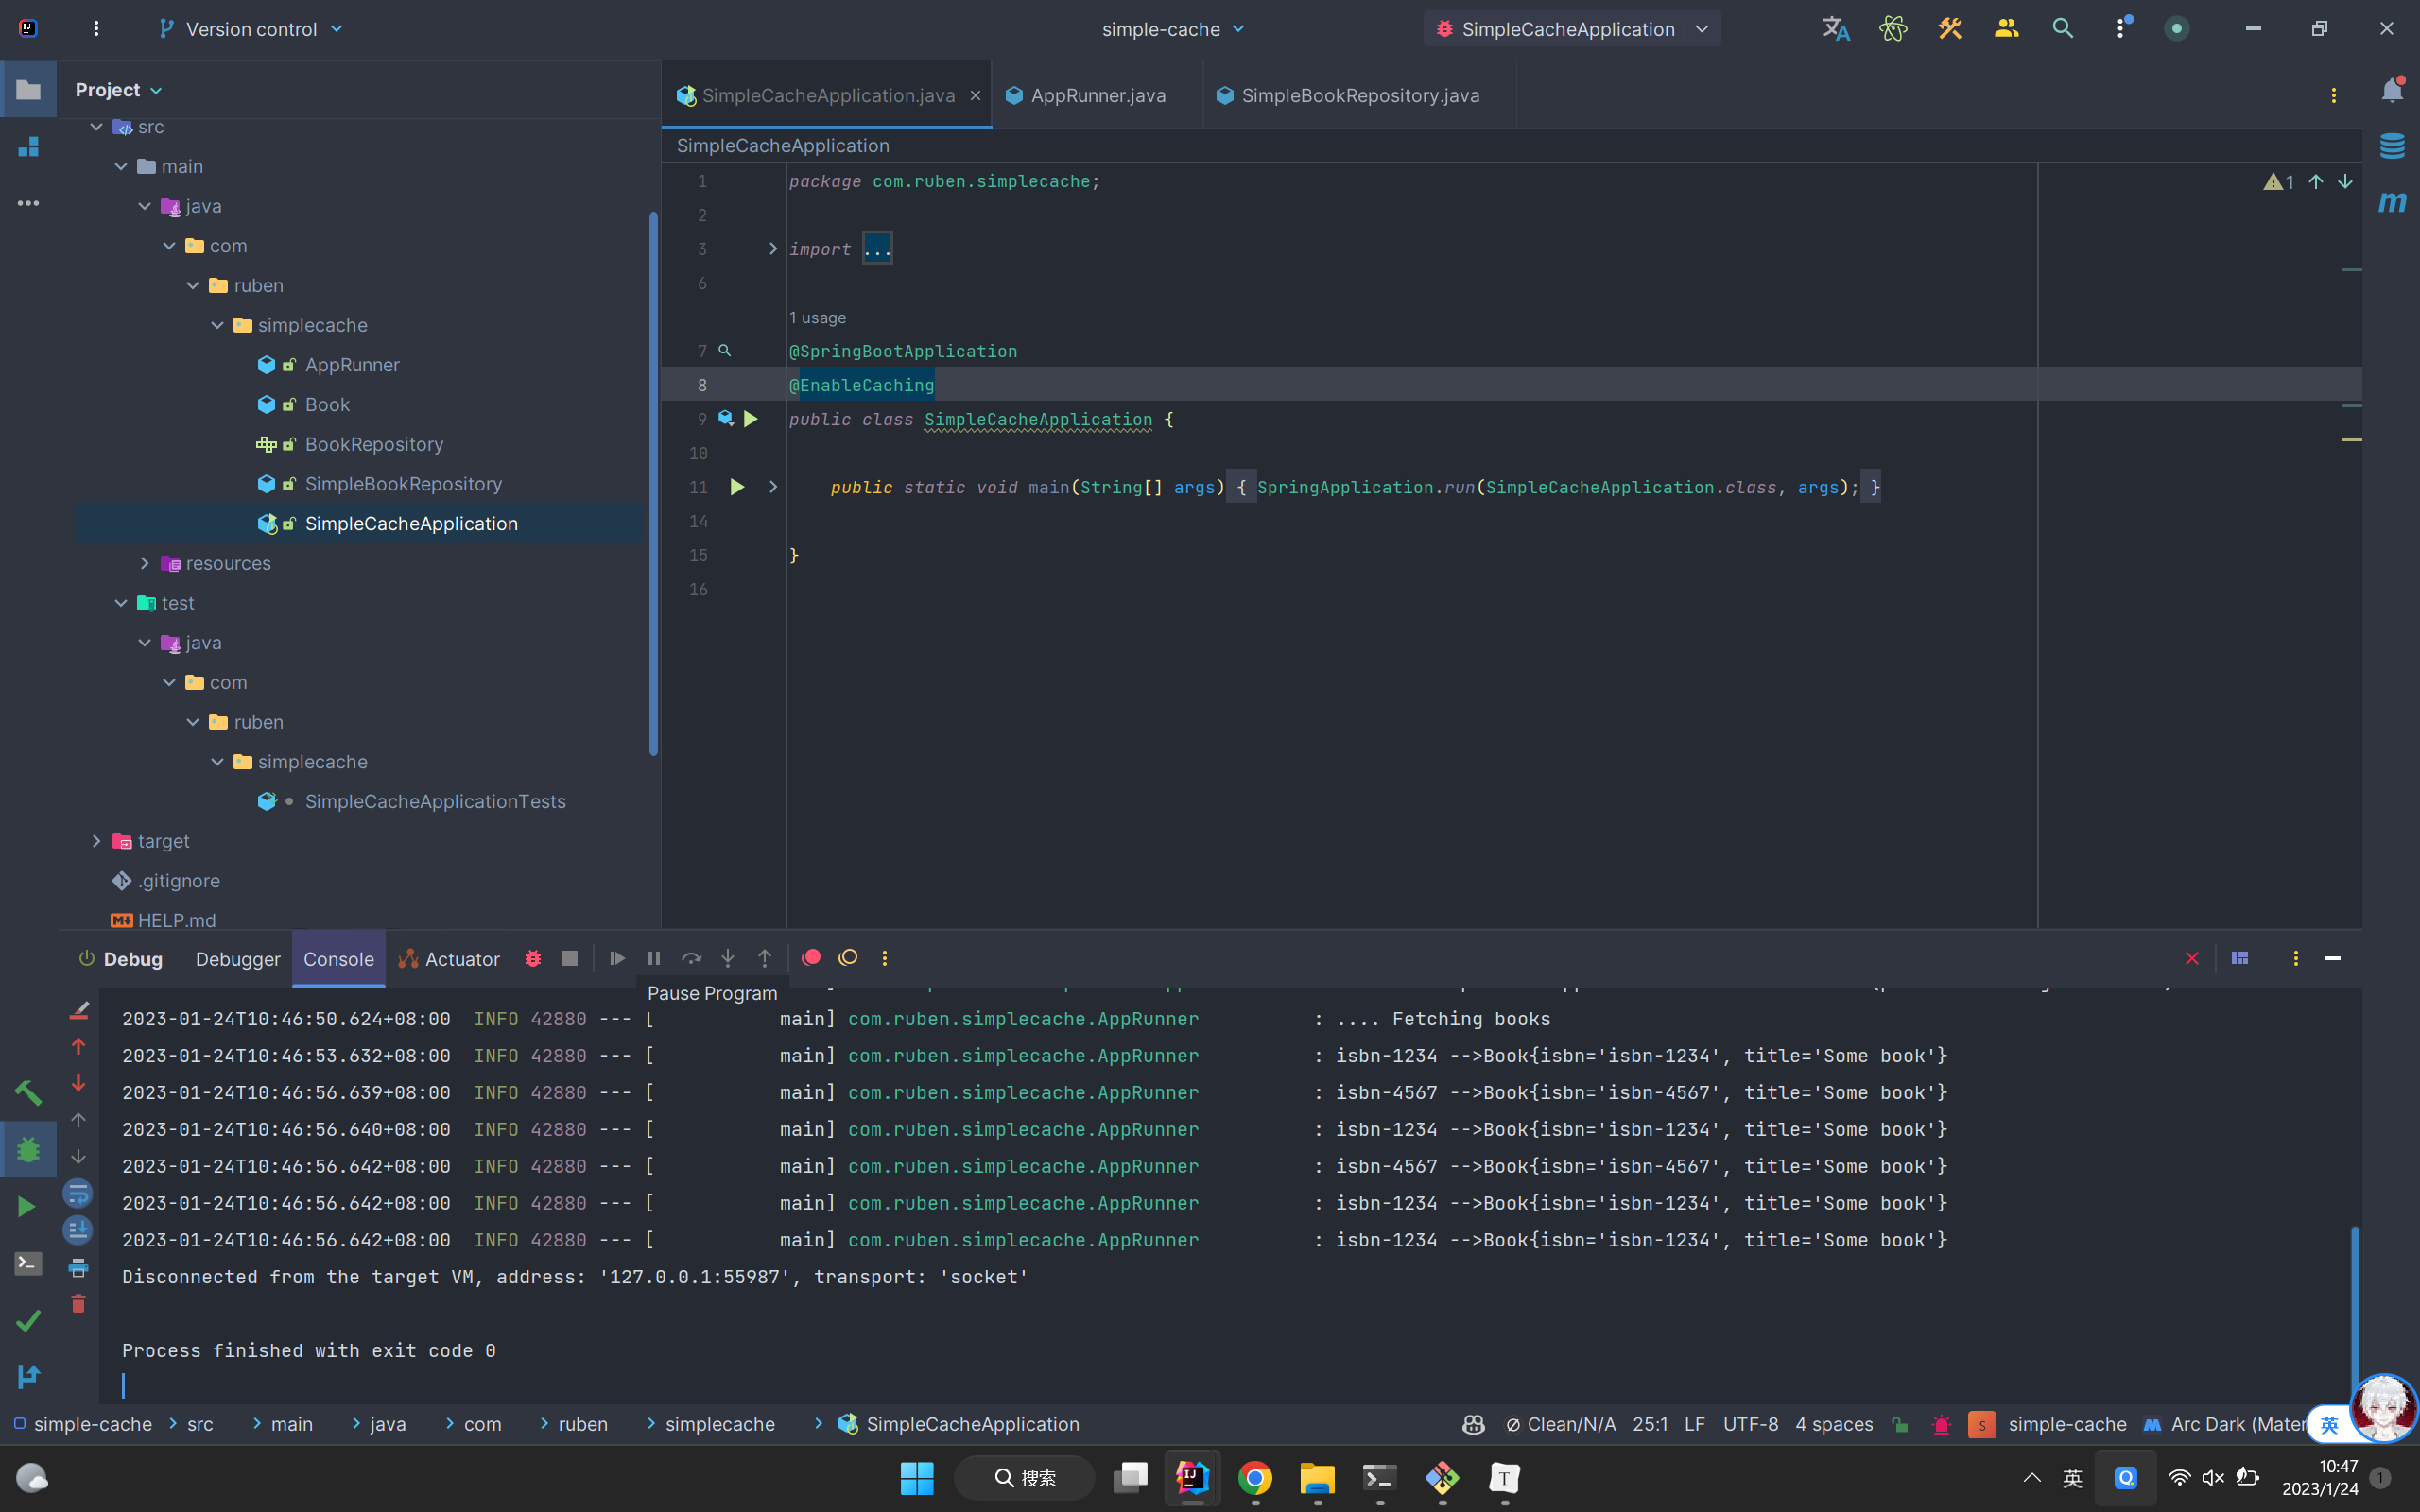 Version control
simple-cache
SimpleCacheApplication
Project
SimpleCacheApplication.java
AppRunner.java
SimpleBookRepository.java
SimpleCacheApplication
src
main
java
com
ruben
simplecache
AppRunner
Book
BookRepository
SimpleBookRepository
SimpleCacheApplication
resources
test
java
com
ruben
simplecache
SimpleCacheApplicationTests
target
.gitignore
HELP.md
1 package com.ruben.simplecache;
2
3 import ...
6
1 usage
7 @SpringBootApplication
8 @EnableCaching
9 public class SimpleCacheApplication {
10
11 public static void main(String[] args) { SpringApplication.run(SimpleCacheApplication.class, args); }
14
15 }
16
1
Debug Debugger Console Actuator
Pause Program
2023-01-24T10:46:50.624+08:00 INFO 42880 --- [ main] com.ruben.simplecache.AppRunner : .... Fetching books
2023-01-24T10:46:53.632+08:00 INFO 42880 --- [ main] com.ruben.simplecache.AppRunner : isbn-1234 -->Book{isbn='isbn-1234', title='Some book'}
2023-01-24T10:46:56.639+08:00 INFO 42880 --- [ main] com.ruben.simplecache.AppRunner : isbn-4567 -->Book{isbn='isbn-4567', title='Some book'}
2023-01-24T10:46:56.640+08:00 INFO 42880 --- [ main] com.ruben.simplecache.AppRunner : isbn-1234 -->Book{isbn='isbn-1234', title='Some book'}
2023-01-24T10:46:56.642+08:00 INFO 42880 --- [ main] com.ruben.simplecache.AppRunner : isbn-4567 -->Book{isbn='isbn-4567', title='Some book'}
2023-01-24T10:46:56.642+08:00 INFO 42880 --- [ main] com.ruben.simplecache.AppRunner : isbn-1234 -->Book{isbn='isbn-1234', title='Some book'}
2023-01-24T10:46:56.642+08:00 INFO 42880 --- [ main] com.ruben.simplecache.AppRunner : isbn-1234 -->Book{isbn='isbn-1234', title='Some book'}
Disconnected from the target VM, address: '127.0.0.1:55987', transport: 'socket'
Process finished with exit code 0
simple-cache > src > main > java > com > ruben > simplecache > SimpleCacheApplication
Clean/N/A 25:1 LF UTF-8 4 spaces simple-cache Arc Dark (Mater
英
搜索
英
10:47
2023/1/24
1